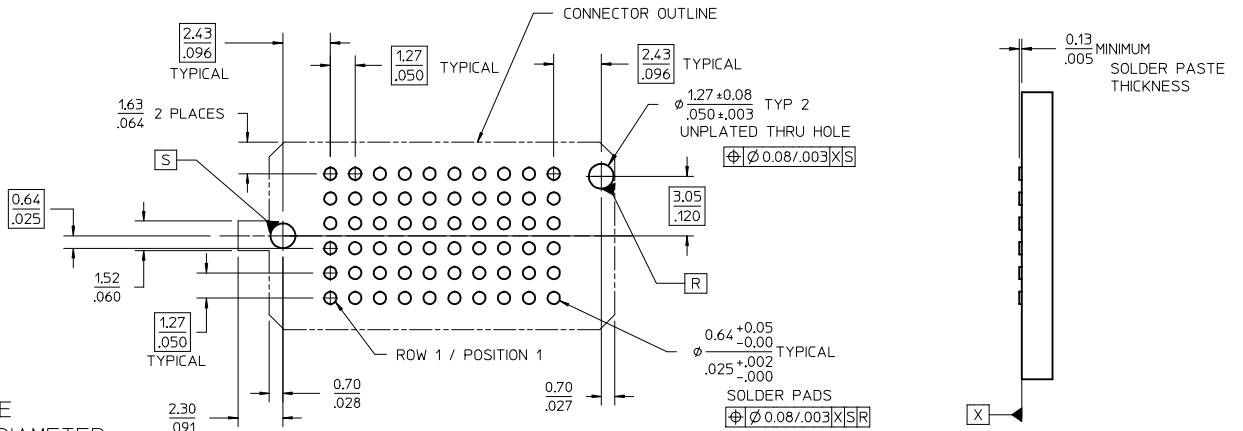 CONNECTOR OUTLINE
2.43
.096
TYPICAL
1.27
.050
TYPICAL
2.43
.096
TYPICAL
0.13
.005
MINIMUM
SOLDER PASTE
THICKNESS
1.63
.064
2 PLACES
⌀ 1.27 ±0.08
.050 ±.003
TYP 2
UNPLATED THRU HOLE
⌖ ⌀ 0.08/.003 X S
S
0.64
.025
3.05
.120
1.52
.060
R
1.27
.050
TYPICAL
ROW 1 / POSITION 1
⌀ 0.64 +0.05
-0.00
.025 +.002
-.000
TYPICAL
SOLDER PADS
⌖ ⌀ 0.08/.003 X S R
0.70
.028
0.70
.027
2.30
.091
X